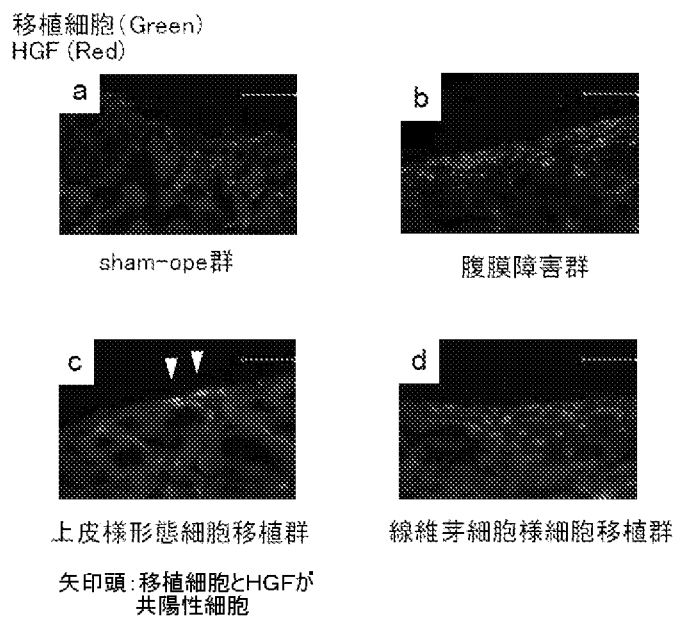 移植細胞(Green)
HGF (Red)
a
b
sham-ope群
腹膜障害群
c
d
上皮様形態細胞移植群
線維芽細胞様細胞移植群
矢印頭:移植細胞とHGFが
共陽性細胞